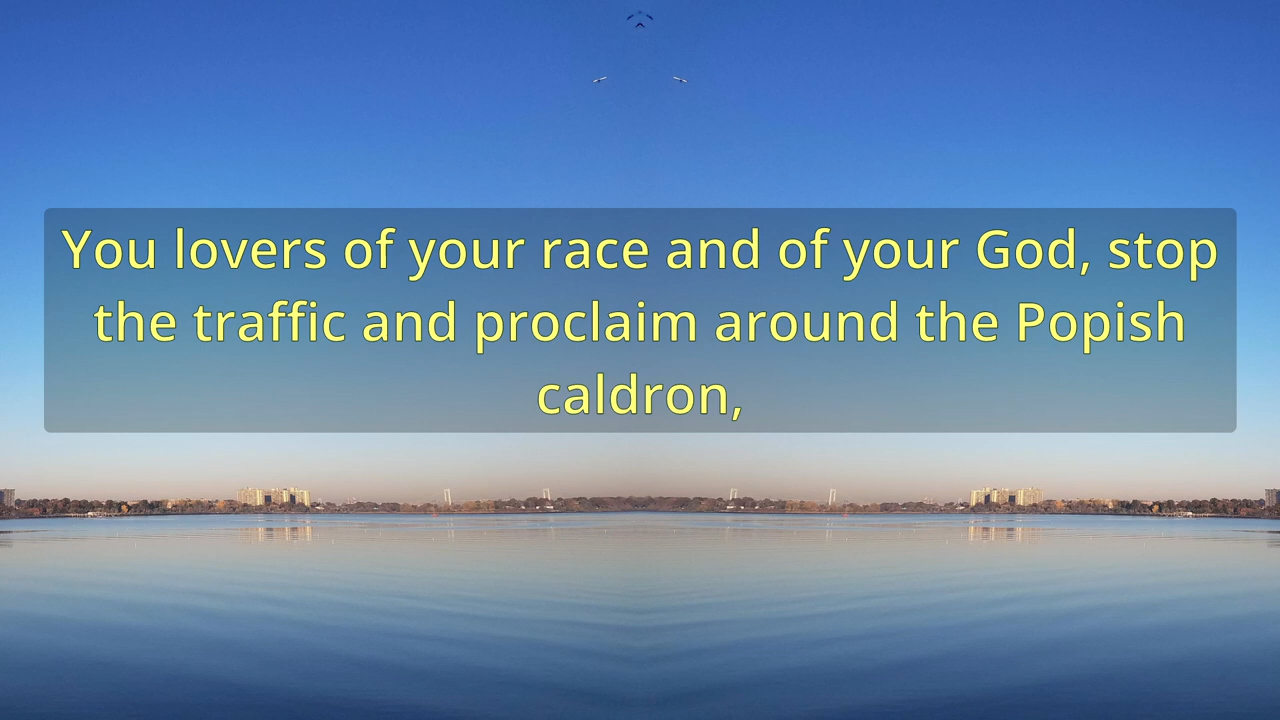 You lovers of your race and of your God, stop
the traffic and proclaim around the Popish
caldron,